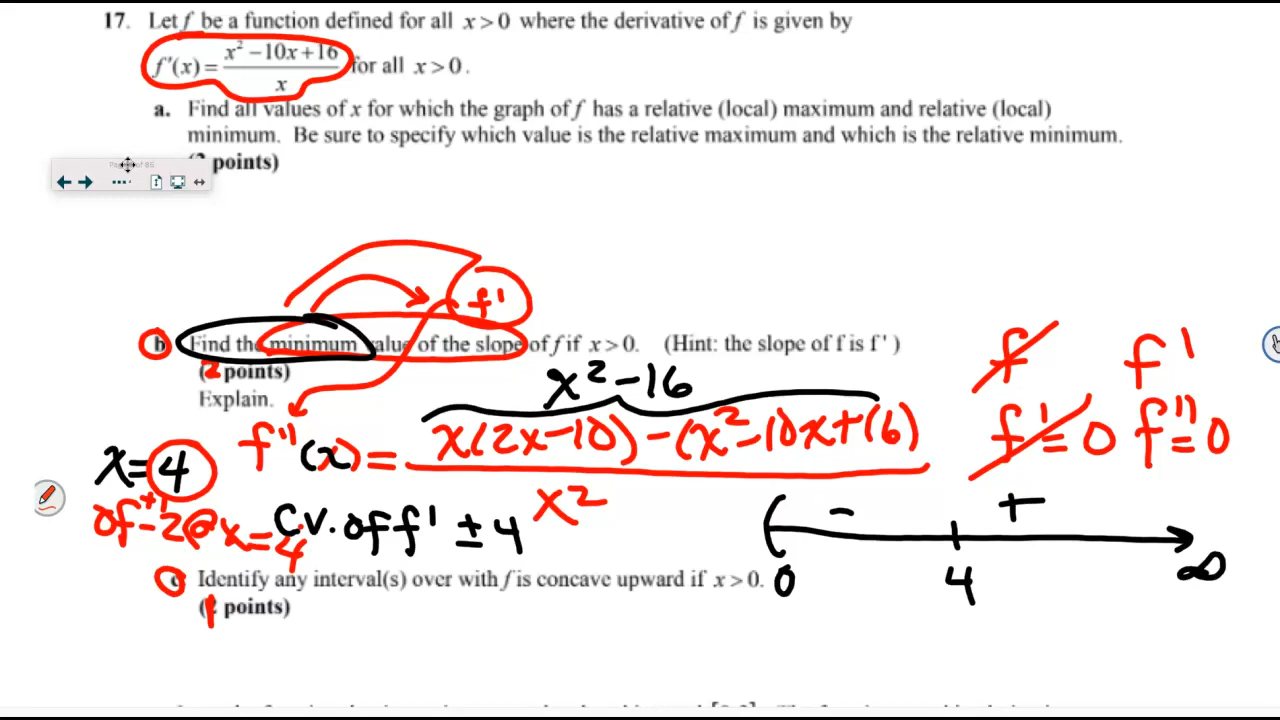 17. Let f be a function defined for all x > 0 where the derivative of f is given by
f'(x) = (x² − 10x + 16) / x for all x > 0.
a. Find all values of x for which the graph of f has a relative (local) maximum and relative (local)
minimum. Be sure to specify which value is the relative maximum and which is the relative minimum.
points)
f'
b Find the minimum value of the slope of f if x > 0. (Hint: the slope of f is f ')
(2 points)
Explain.
f f'
x² − 16
f''(x) = x(2x−10) − (x² − 10x + 16) / x²
f' = 0 f'' = 0
x = 4
of −2 @ x = 4
C.V. of f' ± 4
− +
0 4 ∞
c Identify any interval(s) over with f is concave upward if x > 0.
( points)